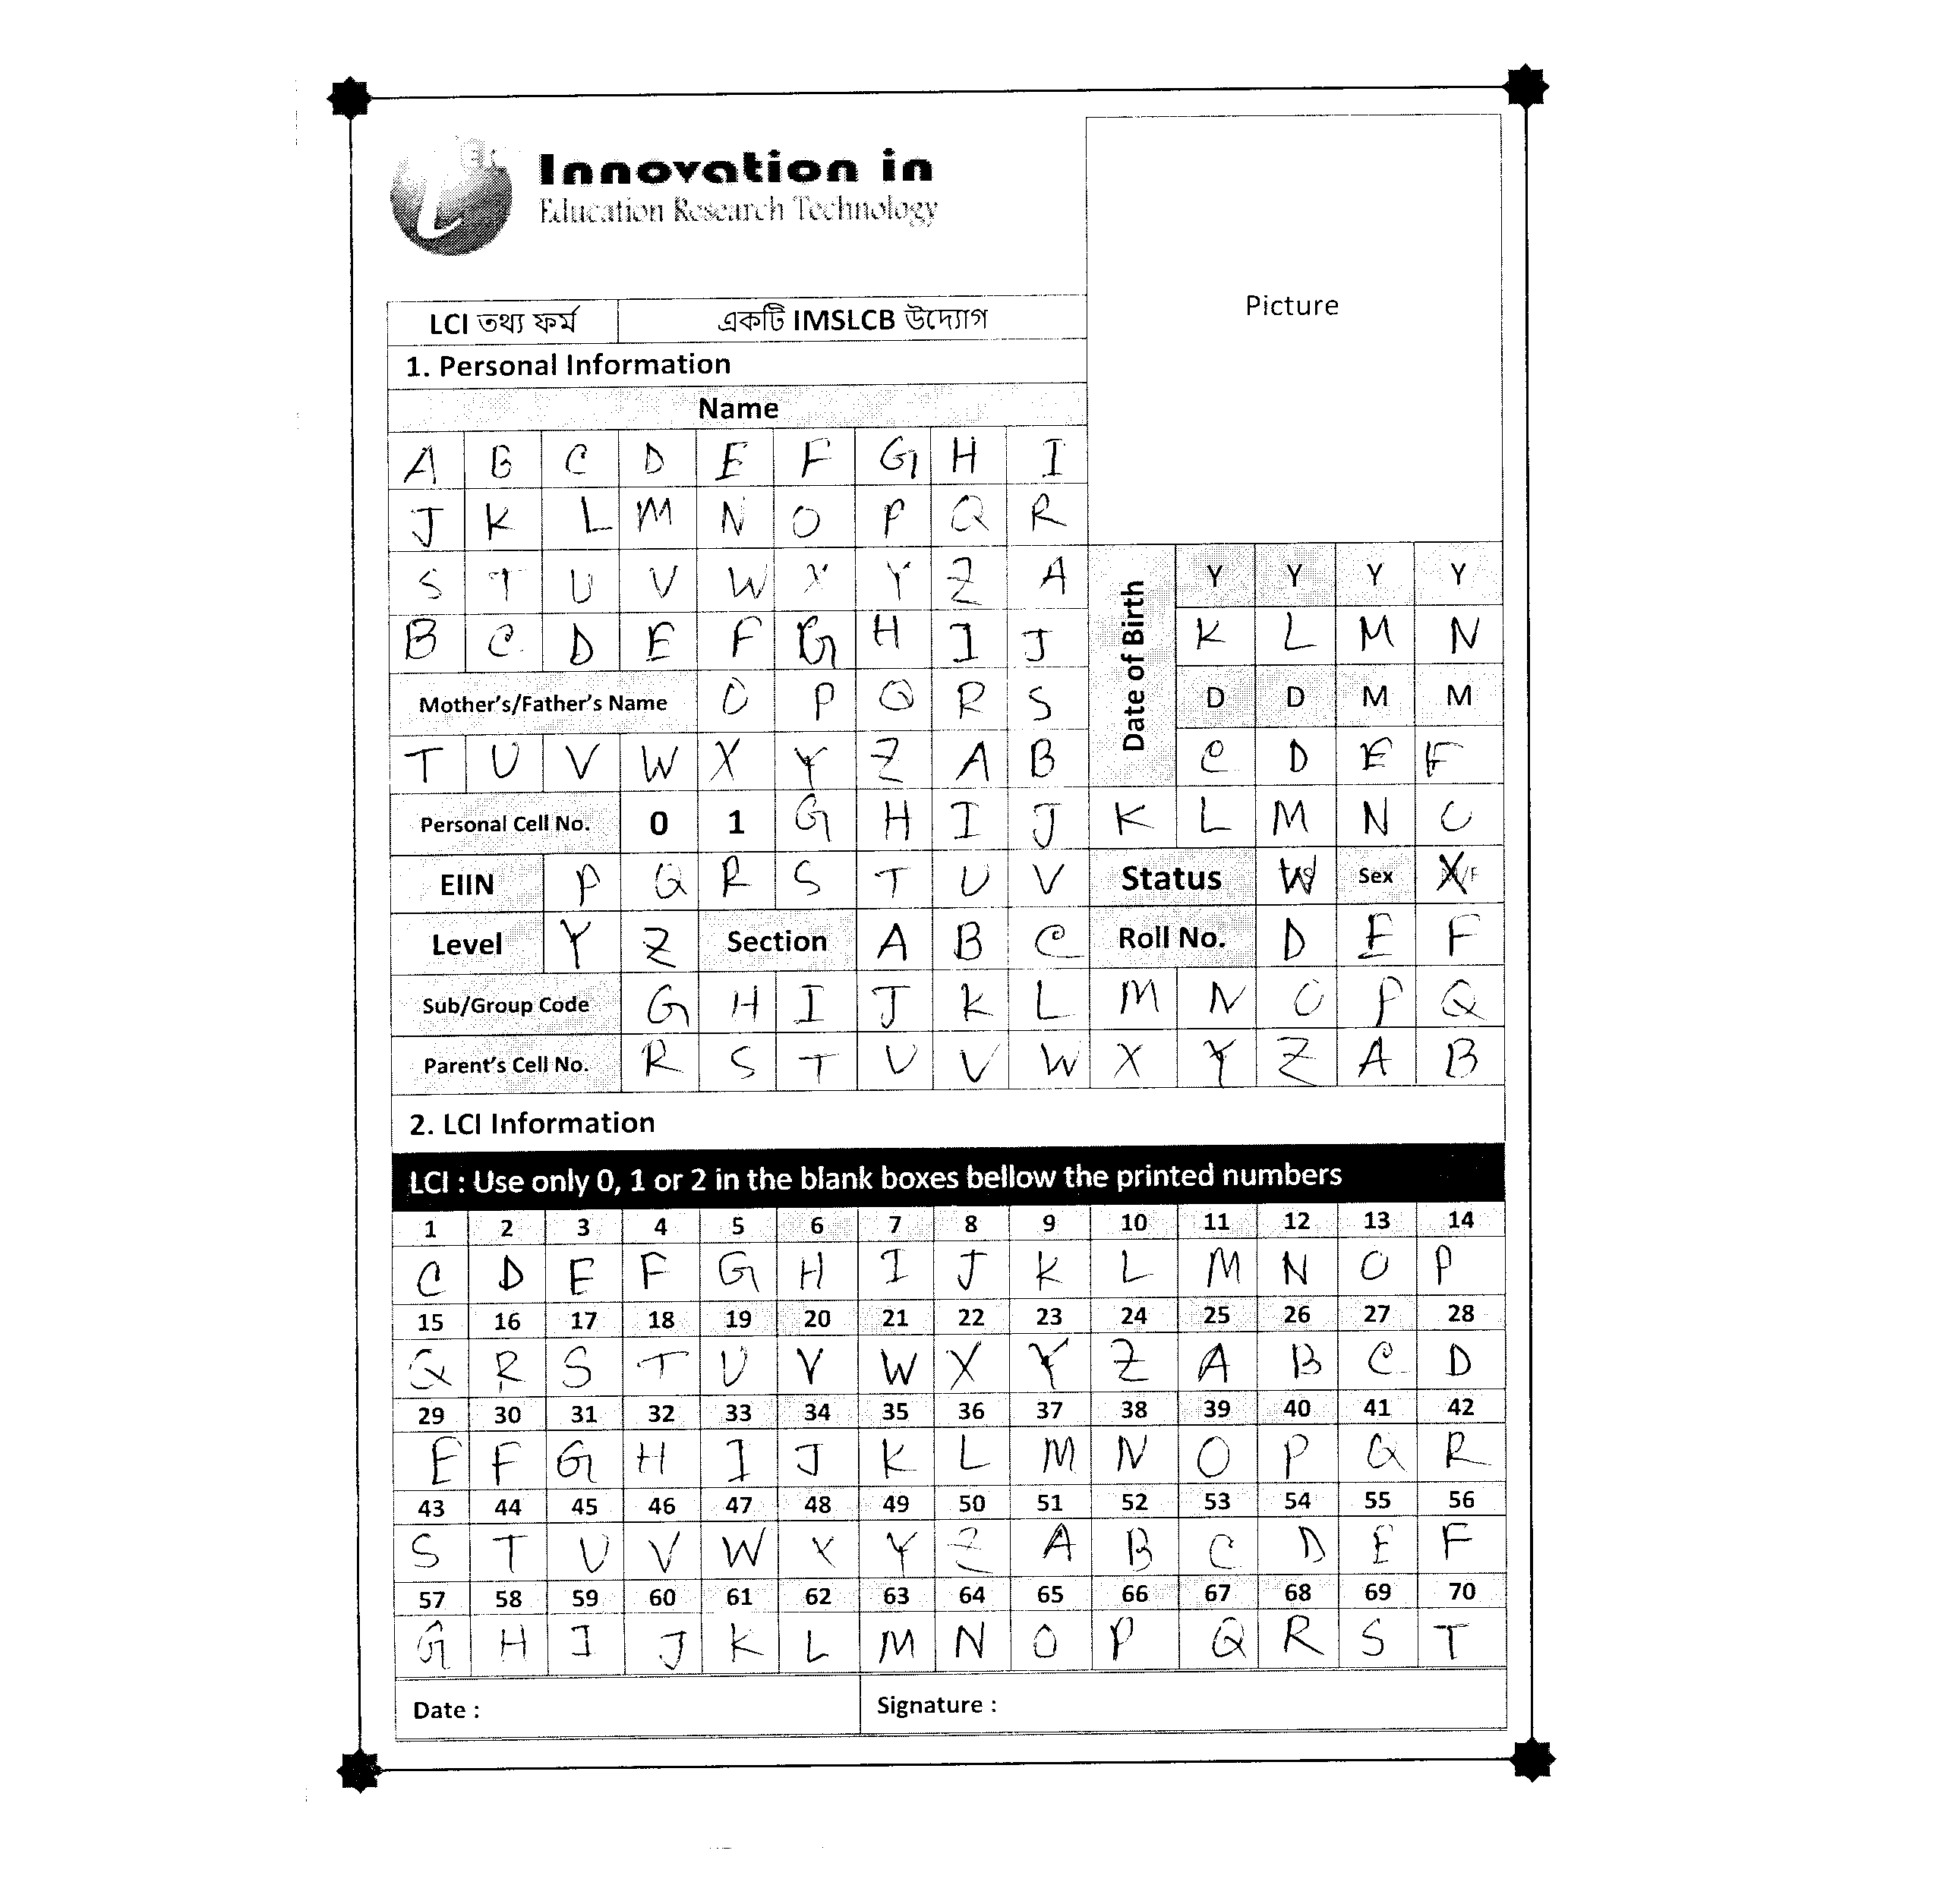 Innovation in
Education Research Technology
Picture
LCI তথ্য ফর্ম একটি IMSLCB উদ্যোগ
1. Personal Information
Name
A B C D E F G H I
J K L M N O P Q R
S T U V W X Y Z A
Date of Birth
Y Y Y Y
B C D E F G H I J K L M N
Mother's/Father's Name O P Q R S D D M M
T U V W X Y Z A B C D E F
Personal Cell No. 0 1 G H I J K L M N O
EIIN P Q R S T U V Status W Sex X
Level Y Z Section A B C Roll No. D E F
Sub/Group Code G H I J K L M N O P Q
Parent's Cell No. R S T U V W X Y Z A B
2. LCI Information
LCI : Use only 0, 1 or 2 in the blank boxes bellow the printed numbers
1 2 3 4 5 6 7 8 9 10 11 12 13 14
C D E F G H I J K L M N O P
15 16 17 18 19 20 21 22 23 24 25 26 27 28
Q R S T U V W X Y Z A B C D
29 30 31 32 33 34 35 36 37 38 39 40 41 42
E F G H I J K L M N O P Q R
43 44 45 46 47 48 49 50 51 52 53 54 55 56
S T U V W X Y Z A B C D E F
57 58 59 60 61 62 63 64 65 66 67 68 69 70
G H I J K L M N O P Q R S T
Date : Signature :